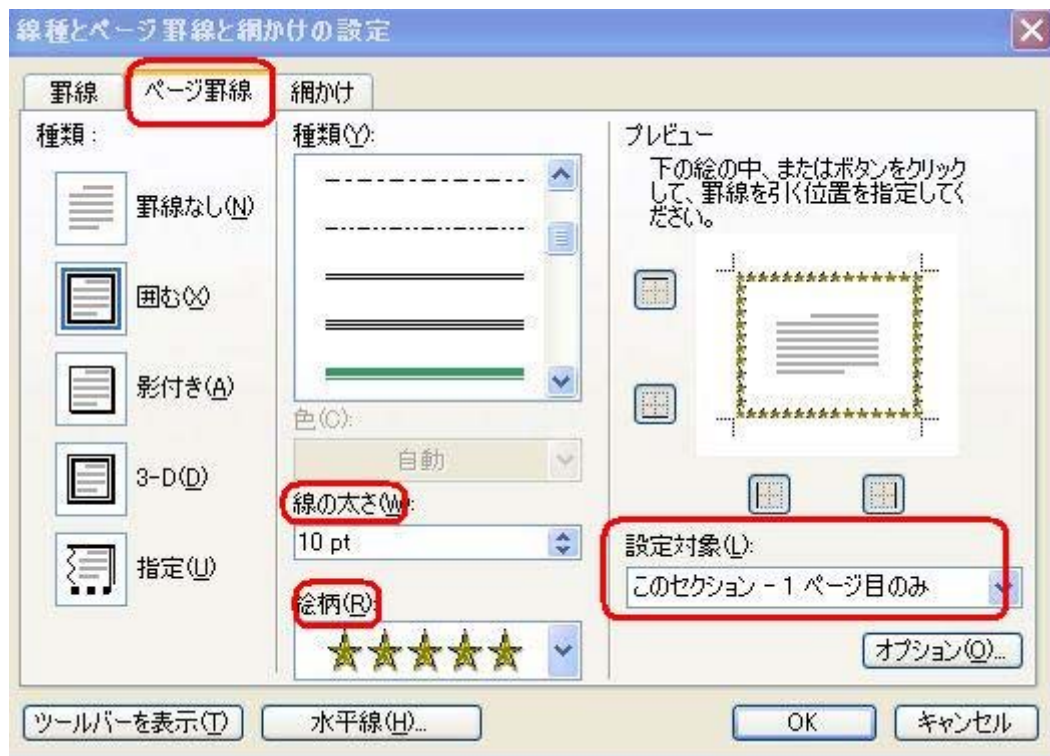 線種とページ罫線と網かけの設定
罫線
ページ罫線
網かけ
種類:
罫線なし(N)
囲む(X)
影付き(A)
3-D(D)
指定(U)
種類(Y):
色(C):
自動
線の太さ(W):
10 pt
絵柄(R):
プレビュー
下の絵の中、またはボタンをクリック
して、罫線を引く位置を指定してく
ださい。
設定対象(L):
このセクション - 1 ページ目のみ
オプション(O)...
ツールバーを表示(T)
水平線(H)...
OK
キャンセル